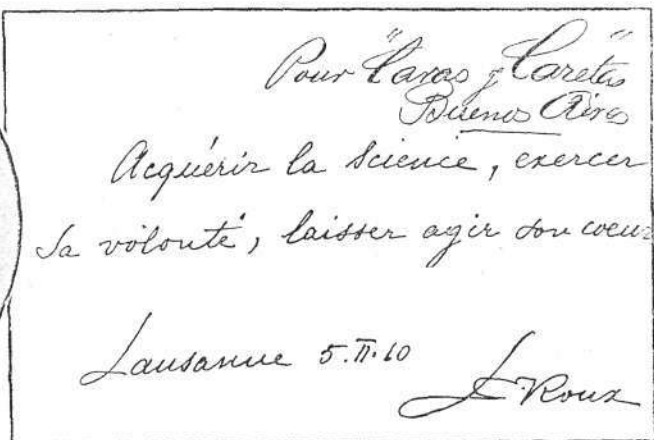 Pour "Caras y Caretas"
Buenos Aires
Acquérir la science, exercer
sa volonté, laisser agir son coeur
Lausanne 5.II.10
Roux